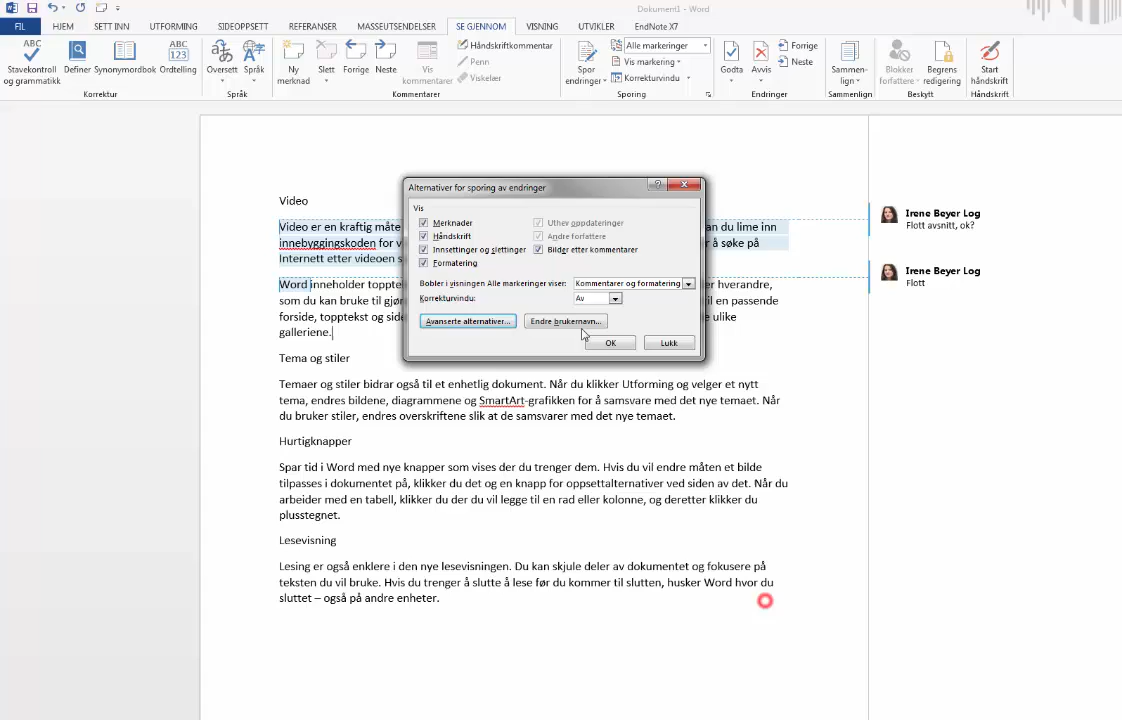 Dokument1 - Word
FIL HJEM SETT INN UTFORMING SIDEOPPSETT REFERANSER MASSEUTSENDELSER SE GJENNOM VISNING UTVIKLER EndNote X7
ABC
Stavekontroll og grammatikk
Definer
Synonymordbok
ABC 123
Ordtelling
Korrektur
Oversett
Språk
Språk
Ny merknad
Slett
Forrige
Neste
Vis kommentarer
Håndskriftkommentar
Penn
Viskelær
Kommentarer
Spor endringer
Alle markeringer
Vis markering
Korrekturvindu
Sporing
Godta
Avvis
Forrige
Neste
Endringer
Sammen-lign
Sammenlign
Blokker forfattere
Begrens redigering
Beskytt
Start håndskrift
Håndskrift
Video
Video er en kraftig måte
an du lime inn
innebyggingskoden for v
r å søke på
Internett etter videoen s
Word inneholder toppte
r hverandre,
som du kan bruke til gjør
til en passende
forside, topptekst og side
e ulike
galleriene.
Tema og stiler
Temaer og stiler bidrar også til et enhetlig dokument. Når du klikker Utforming og velger et nytt
tema, endres bildene, diagrammene og SmartArt-grafikken for å samsvare med det nye temaet. Når
du bruker stiler, endres overskriftene slik at de samsvarer med det nye temaet.
Hurtigknapper
Spar tid i Word med nye knapper som vises der du trenger dem. Hvis du vil endre måten et bilde
tilpasses i dokumentet på, klikker du det og en knapp for oppsettalternativer ved siden av det. Når du
arbeider med en tabell, klikker du der du vil legge til en rad eller kolonne, og deretter klikker du
plusstegnet.
Lesevisning
Lesing er også enklere i den nye lesevisningen. Du kan skjule deler av dokumentet og fokusere på
teksten du vil bruke. Hvis du trenger å slutte å lese før du kommer til slutten, husker Word hvor du
sluttet – også på andre enheter.
Alternativer for sporing av endringer
Vis
Merknader
Uthev oppdateringer
Håndskrift
Andre forfattere
Innsettinger og slettinger
Bilder etter kommentarer
Formatering
Bobler i visningen Alle markeringer viser: Kommentarer og formatering
Korrekturvindu: Av
Avanserte alternativer... Endre brukernavn...
OK Lukk
Irene Beyer Log
Flott avsnitt, ok?
Irene Beyer Log
Flott